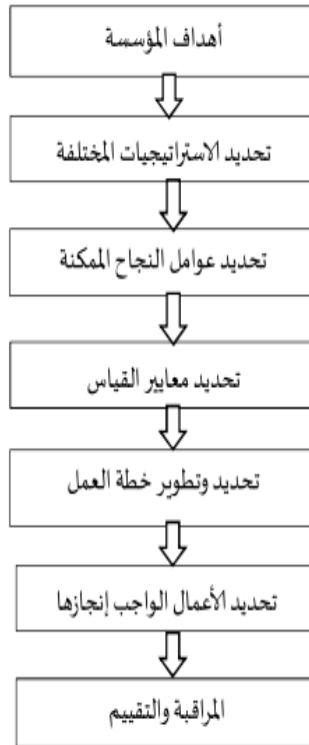 أهداف المؤسسة
تحديد الاستراتيجيات المختلفة
تحديد عوامل النجاح الممكنة
تحديد معايير القياس
تحديد وتطوير خطة العمل
تحديد الأعمال الواجب إنجازها
المراقبة والتقييم